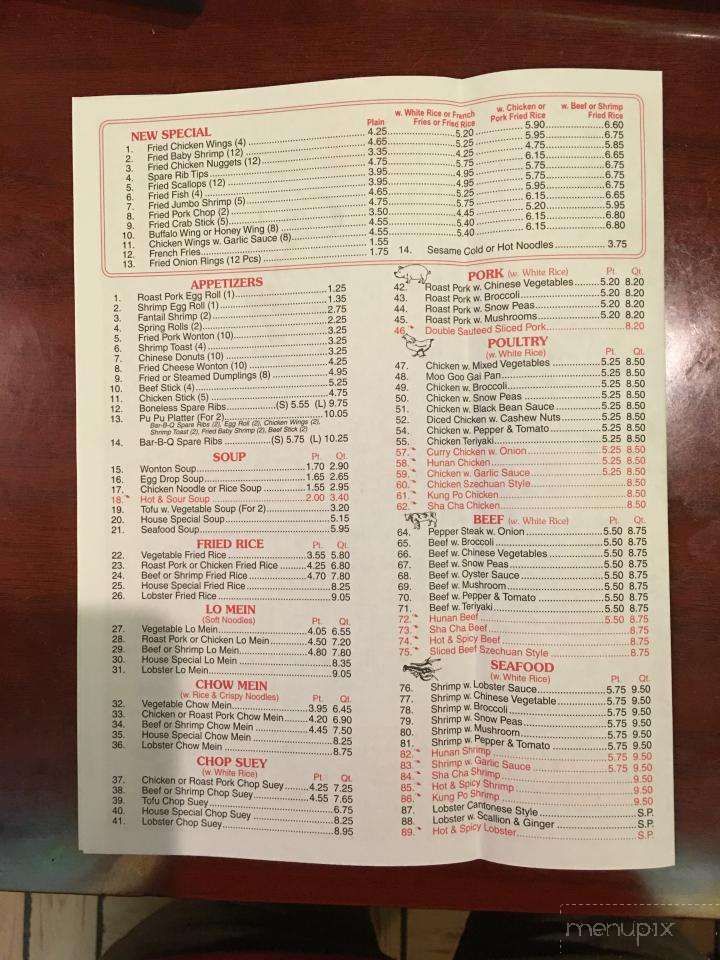 NEW SPECIAL
Plain
w. White Rice or French Fries or Fried Rice
w. Chicken or Pork Fried Rice
w. Beef or Shrimp Fried Rice
1. Fried Chicken Wings (4) 4.25 5.20 5.90 6.60
2. Fried Baby Shrimp (12) 4.65 5.25 5.95 6.75
3. Fried Chicken Nuggets (12) 3.35 4.25 4.75 5.85
4. Spare Rib Tips 4.75 5.75 6.15 6.65
5. Fried Scallops (12) 3.95 4.95 5.75 6.75
6. Fried Fish (4) 4.65 5.25 5.75 6.75
7. Fried Jumbo Shrimp (5) 4.75 5.75 6.15 6.75
8. Fried Pork Chop (2)
9. Fried Crab Stick (5) 3.50 4.45 5.20 5.95
10. Buffalo Wing or Honey Wing (8) 4.55 5.40 6.15 6.80
11. Chicken Wings w. Garlic Sauce (8) 4.55 5.40 6.15 6.80
12. French Fries 1.55
13. Fried Onion Rings (12 Pcs) 1.75
14. Sesame Cold or Hot Noodles 3.75
APPETIZERS
1. Roast Pork Egg Roll (1) 1.25
2. Shrimp Egg Roll (1) 1.35
3. Fantail Shrimp (2) 2.75
4. Spring Rolls (2) 2.25
5. Fried Pork Wonton (10) 3.25
6. Shrimp Toast (4) 3.25
7. Chinese Donuts (10) 3.25
8. Fried Cheese Wonton (10) 4.25
9. Fried or Steamed Dumplings (8) 4.95
10. Beef Stick (4) 5.25
11. Chicken Stick (5) 4.75
12. Boneless Spare Ribs (S) 5.55 (L) 9.75
13. Pu Pu Platter (For 2) 10.05
Bar-B-Q Spare Ribs (2), Egg Roll (2), Chicken Wings (2),
Shrimp Toast (2), Fried Baby Shrimp (2), Beef Stick (2)
14. Bar-B-Q Spare Ribs (S) 5.75 (L) 10.25
SOUP Pt. Qt.
15. Wonton Soup 1.70 2.90
16. Egg Drop Soup 1.65 2.65
17. Chicken Noodle or Rice Soup 1.55 2.95
18. Hot & Sour Soup 2.00 3.40
19. Tofu w. Vegetable Soup (For 2) 3.20
20. House Special Soup 5.15
21. Seafood Soup 5.95
FRIED RICE Pt. Qt.
22. Vegetable Fried Rice 3.55 5.80
23. Roast Pork or Chicken Fried Rice 4.25 6.80
24. Beef or Shrimp Fried Rice 4.70 7.80
25. House Special Fried Rice 8.25
26. Lobster Fried Rice 9.05
LO MEIN
(Soft Noodles) Pt. Qt.
27. Vegetable Lo Mein 4.05 6.55
28. Roast Pork or Chicken Lo Mein 4.50 7.20
29. Beef or Shrimp Lo Mein 4.80 7.80
30. House Special Lo Mein 8.35
31. Lobster Lo Mein 9.05
CHOW MEIN
(w. Rice & Crispy Noodles) Pt. Qt.
32. Vegetable Chow Mein 3.95 6.45
33. Chicken or Roast Pork Chow Mein 4.20 6.90
34. Beef or Shrimp Chow Mein 4.45 7.50
35. House Special Chow Mein 8.25
36. Lobster Chow Mein 8.75
CHOP SUEY
(w. White Rice) Pt. Qt.
37. Chicken or Roast Pork Chop Suey 4.25 7.25
38. Beef or Shrimp Chop Suey 4.55 7.65
39. Tofu Chop Suey 6.75
40. House Special Chop Suey 8.25
41. Lobster Chop Suey 8.95
PORK (w. White Rice) Pt. Qt.
42. Roast Pork w. Chinese Vegetables 5.20 8.20
43. Roast Pork w. Broccoli 5.20 8.20
44. Roast Pork w. Snow Peas 5.20 8.20
45. Roast Pork w. Mushrooms 5.20 8.20
46. Double Sauteed Sliced Pork 8.20
POULTRY
(w. White Rice) Pt. Qt.
47. Chicken w. Mixed Vegetables 5.25 8.50
48. Moo Goo Gai Pan 5.25 8.50
49. Chicken w. Broccoli 5.25 8.50
50. Chicken w. Snow Peas 5.25 8.50
51. Chicken w. Black Bean Sauce 5.25 8.50
52. Diced Chicken w. Cashew Nuts 5.25 8.50
54. Chicken w. Pepper & Tomato 5.25 8.50
55. Chicken Teriyaki 5.25 8.50
57. Curry Chicken w. Onion 5.25 8.50
58. Hunan Chicken 5.25 8.50
59. Chicken w. Garlic Sauce 5.25 8.50
60. Chicken Szechuan Style 8.50
61. Kung Po Chicken 8.50
62. Sha Cha Chicken 8.50
BEEF (w. White Rice) Pt. Qt.
64. Pepper Steak w. Onion 5.50 8.75
65. Beef w. Broccoli 5.50 8.75
66. Beef w. Chinese Vegetables 5.50 8.75
67. Beef w. Snow Peas 5.50 8.75
68. Beef w. Oyster Sauce 5.50 8.75
69. Beef w. Mushroom 5.50 8.75
70. Beef w. Pepper & Tomato 5.50 8.75
71. Beef w. Teriyaki 5.50 8.75
72. Hunan Beef 5.50 8.75
73. Sha Cha Beef 8.75
74. Hot & Spicy Beef 8.75
75. Sliced Beef Szechuan Style 8.75
SEAFOOD
(w. White Rice) Pt. Qt.
76. Shrimp w. Lobster Sauce 5.75 9.50
77. Shrimp w. Chinese Vegetable 5.75 9.50
78. Shrimp w. Broccoli 5.75 9.50
79. Shrimp w. Snow Peas 5.75 9.50
80. Shrimp w. Mushroom 5.75 9.50
81. Shrimp w. Pepper & Tomato 5.75 9.50
82. Hunan Shrimp 5.75 9.50
83. Shrimp w. Garlic Sauce 5.75 9.50
84. Sha Cha Shrimp 9.50
85. Hot & Spicy Shrimp 9.50
86. Kung Po Shrimp 9.50
87. Lobster Cantonese Style S.P.
88. Lobster w. Scallion & Ginger S.P.
89. Hot & Spicy Lobster S.P.
menupix